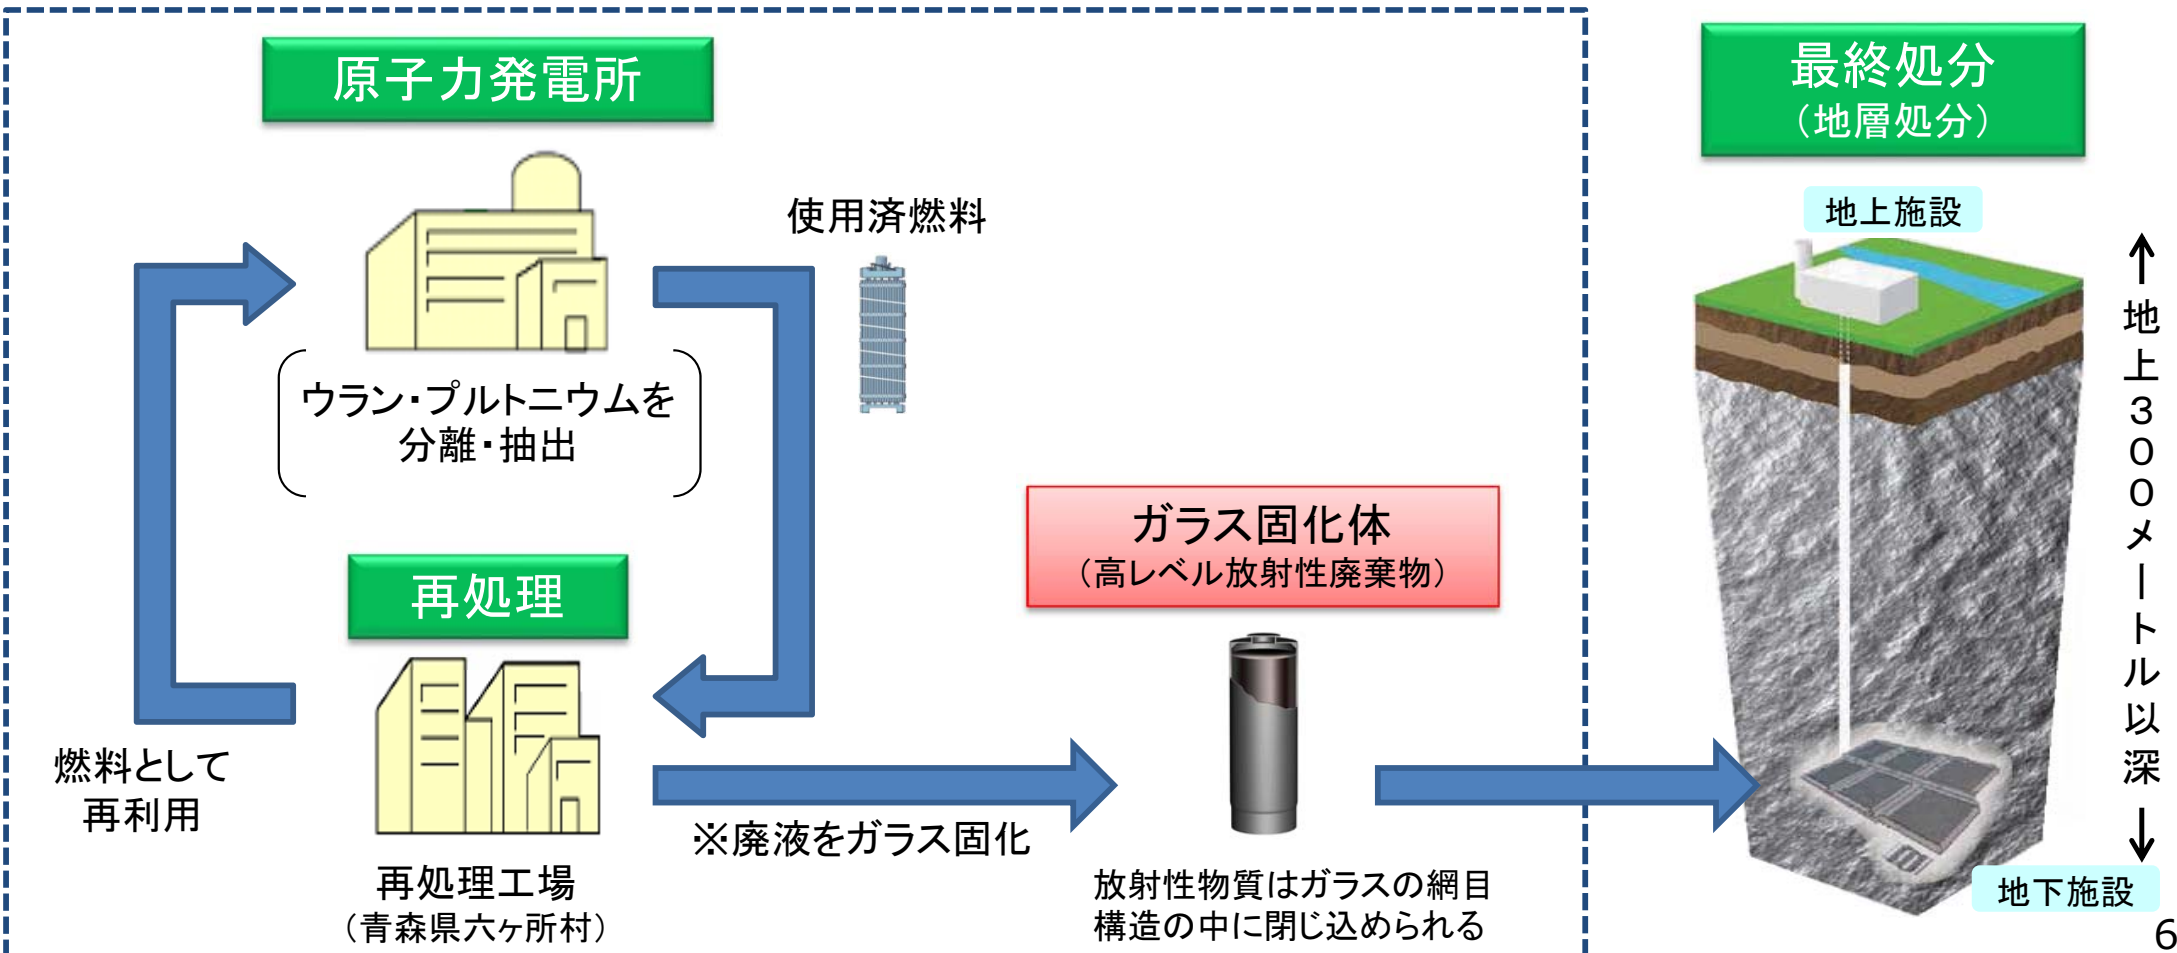 原子力発電所
使用済燃料
ウラン・プルトニウムを
分離・抽出
再処理
燃料として
再利用
再処理工場
（青森県六ヶ所村）
※廃液をガラス固化
ガラス固化体
（高レベル放射性廃棄物）
放射性物質はガラスの網目
構造の中に閉じ込められる
最終処分
（地層処分）
地上施設
←地上３００メートル以深→
地下施設
6